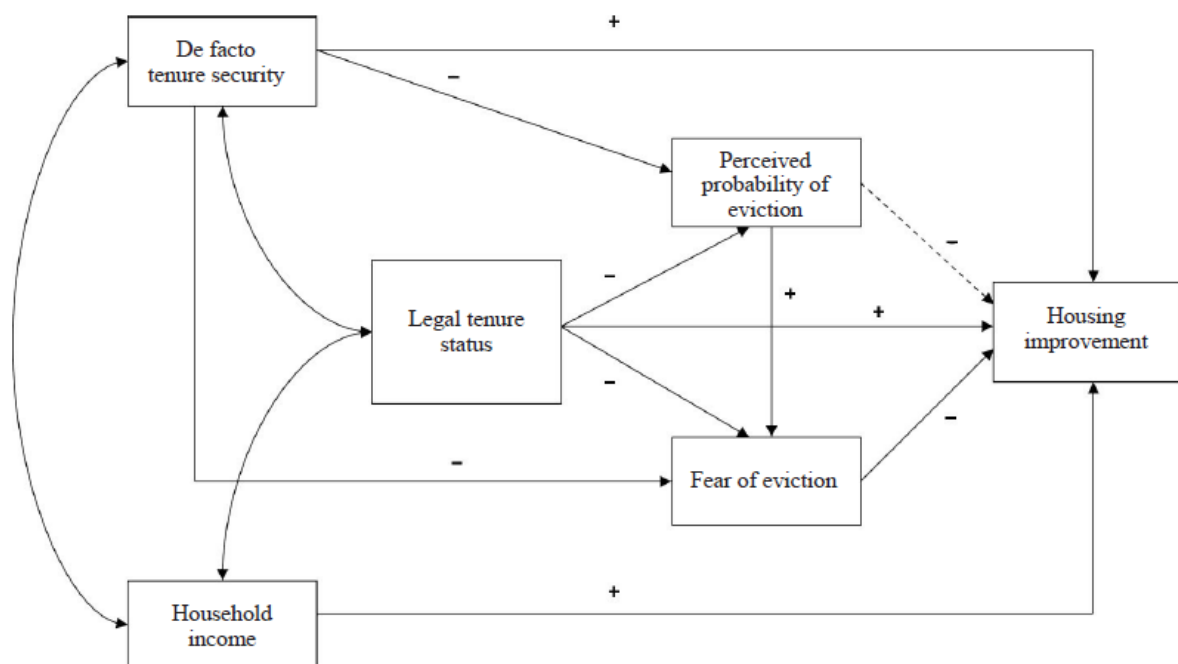 +
De facto
tenure security
–
Perceived
probability of
eviction
–
–
+
+
Legal tenure
status
Housing
improvement
–
–
–
Fear of eviction
+
Household
income